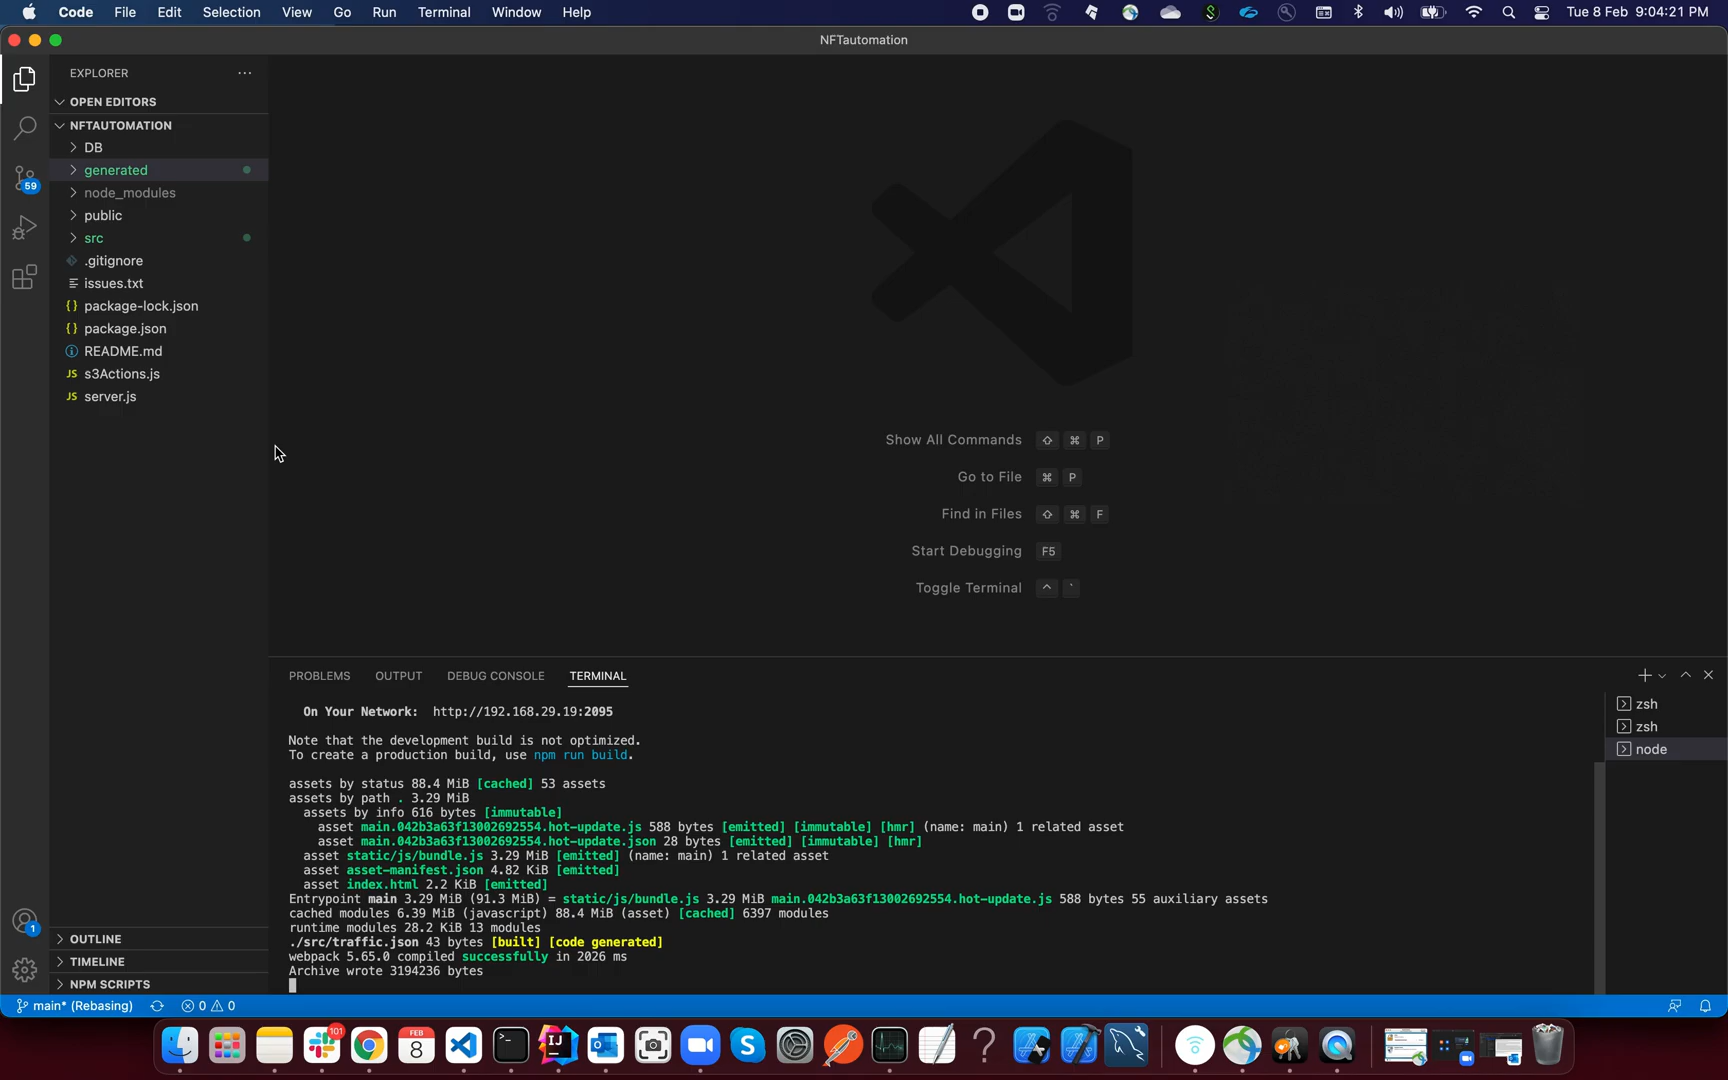 Code File Edit Selection View Go Run Terminal Window Help
Tue 8 Feb 9:04:21 PM
NFTautomation
EXPLORER
OPEN EDITORS
NFTAUTOMATION
DB
generated
59
node_modules
public
src
.gitignore
issues.txt
{} package-lock.json
{} package.json
README.md
JS s3Actions.js
JS server.js
Show All Commands ⇧ ⌘ P
Go to File ⌘ P
Find in Files ⇧ ⌘ F
Start Debugging F5
Toggle Terminal ^ `
PROBLEMS OUTPUT DEBUG CONSOLE TERMINAL
zsh
zsh
node
On Your Network: http://192.168.29.19:2095
Note that the development build is not optimized.
To create a production build, use npm run build.
assets by status 88.4 MiB [cached] 53 assets
assets by path . 3.29 MiB
assets by info 616 bytes [immutable]
asset main.042b3a63f13002692554.hot-update.js 588 bytes [emitted] [immutable] [hmr] (name: main) 1 related asset
asset main.042b3a63f13002692554.hot-update.json 28 bytes [emitted] [immutable] [hmr]
asset static/js/bundle.js 3.29 MiB [emitted] (name: main) 1 related asset
asset asset-manifest.json 4.82 KiB [emitted]
asset index.html 2.2 KiB [emitted]
Entrypoint main 3.29 MiB (91.3 MiB) = static/js/bundle.js 3.29 MiB main.042b3a63f13002692554.hot-update.js 588 bytes 55 auxiliary assets
cached modules 6.39 MiB (javascript) 88.4 MiB (asset) [cached] 6397 modules
runtime modules 28.2 KiB 13 modules
./src/traffic.json 43 bytes [built] [code generated]
webpack 5.65.0 compiled successfully in 2026 ms
Archive wrote 3194236 bytes
1
OUTLINE
TIMELINE
NPM SCRIPTS
main* (Rebasing) 0 0
101
FEB
8
IJ
S